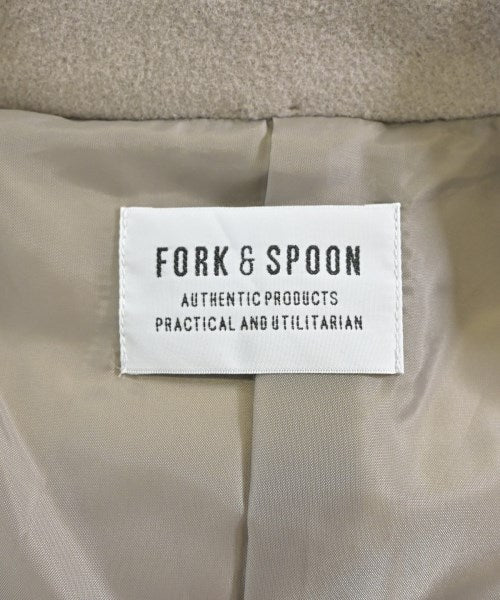 FORK & SPOON
AUTHENTIC PRODUCTS
PRACTICAL AND UTILITARIAN